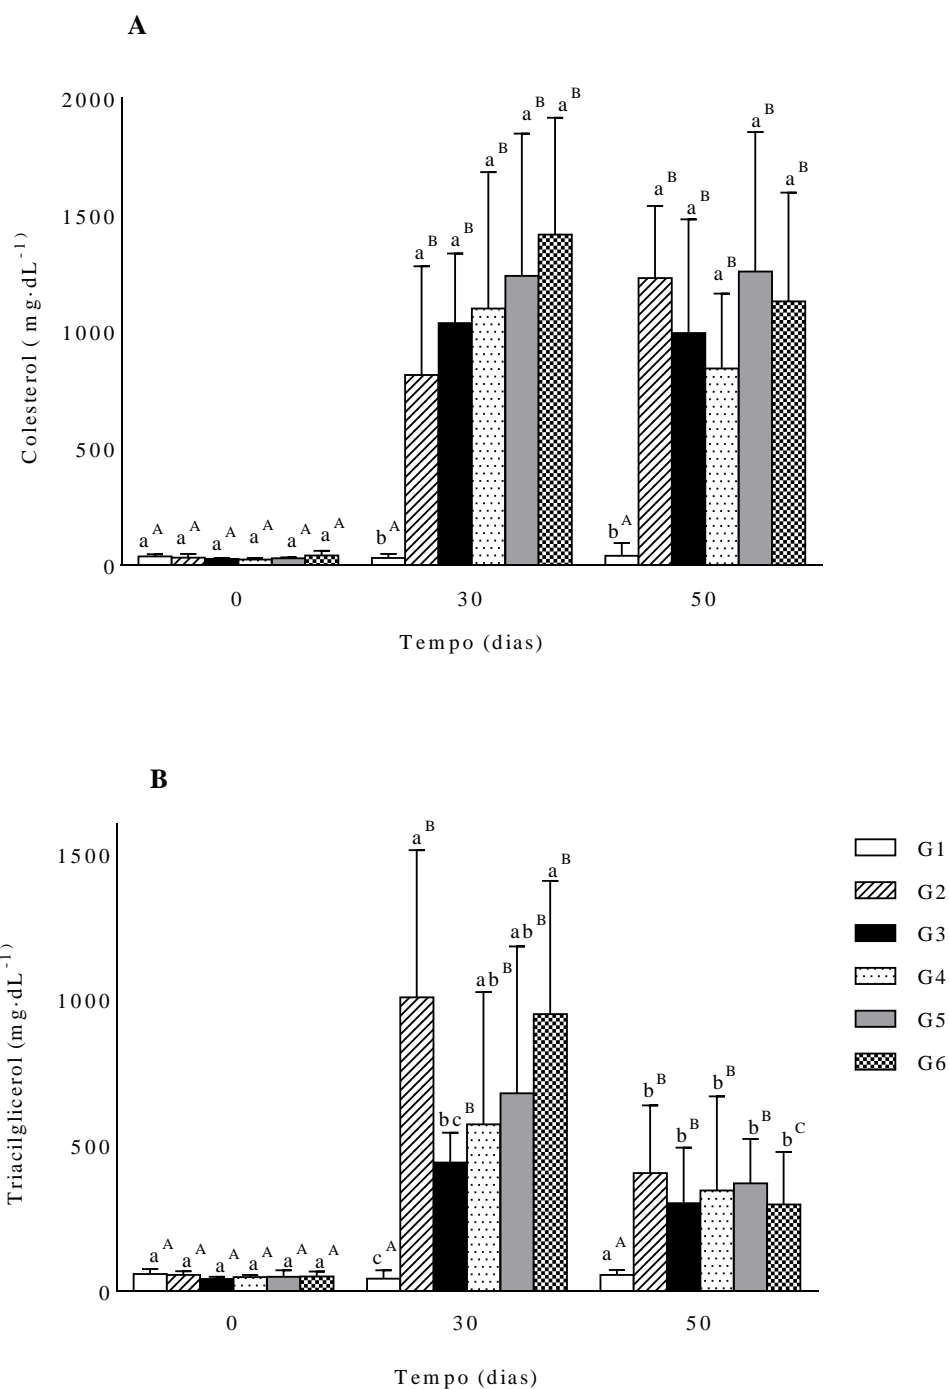 A
2000
1500
1000
500
0
Colesterol ( mg·dL⁻¹)
a^A a^A a^A a^A a^A a^A
b^A a^B a^B a^B a^B a^B
b^A a^B a^B a^B a^B a^B
0 30 50
Tempo (dias)
B
1500
1000
500
0
Triacilglicerol (mg·dL⁻¹)
a^A a^A a^A a^A a^A a^A
c^A a^B bc^B ab^B ab^B a^B
a^A b^B b^B b^B b^B b^C
0 30 50
Tempo (dias)
G1
G2
G3
G4
G5
G6